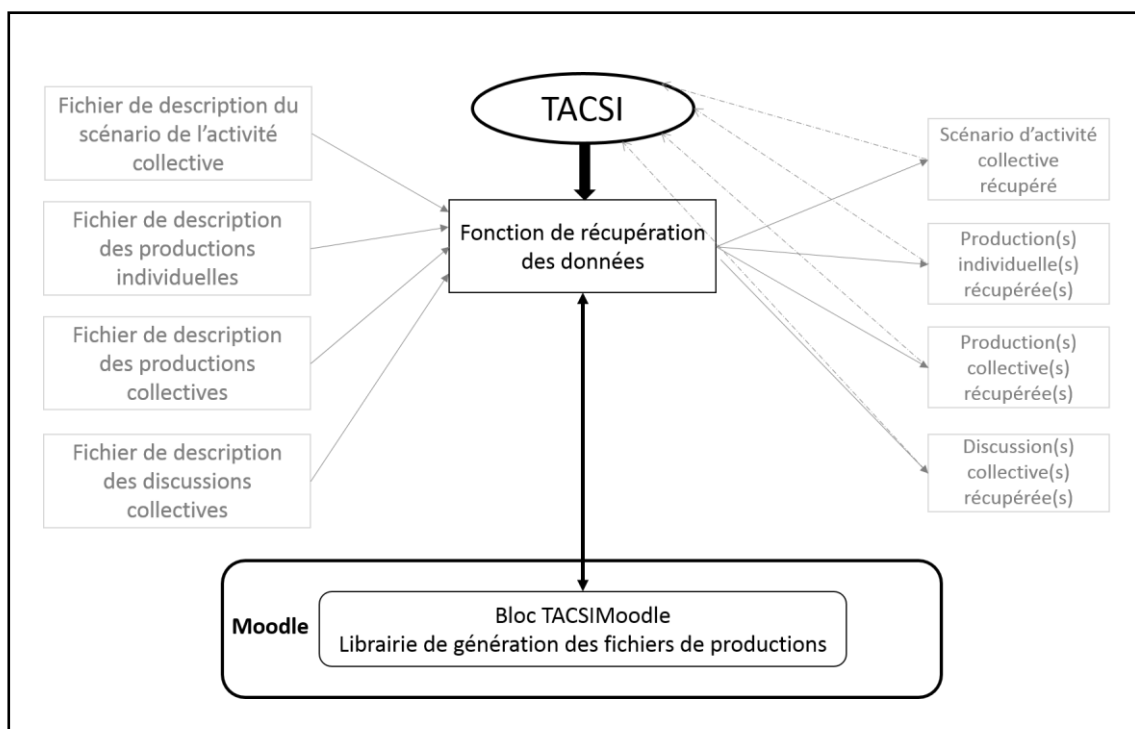 TACSI
Fichier de description du
scénario de l'activité
collective
Fichier de description
des productions
individuelles
Fichier de description
des productions
collectives
Fichier de description
des discussions
collectives
Fonction de récupération
des données
Scénario d'activité
collective
récupéré
Production(s)
individuelle(s)
récupérée(s)
Production(s)
collective(s)
récupérée(s)
Discussion(s)
collective(s)
récupérée(s)
Moodle
Bloc TACSIMoodle
Librairie de génération des fichiers de productions